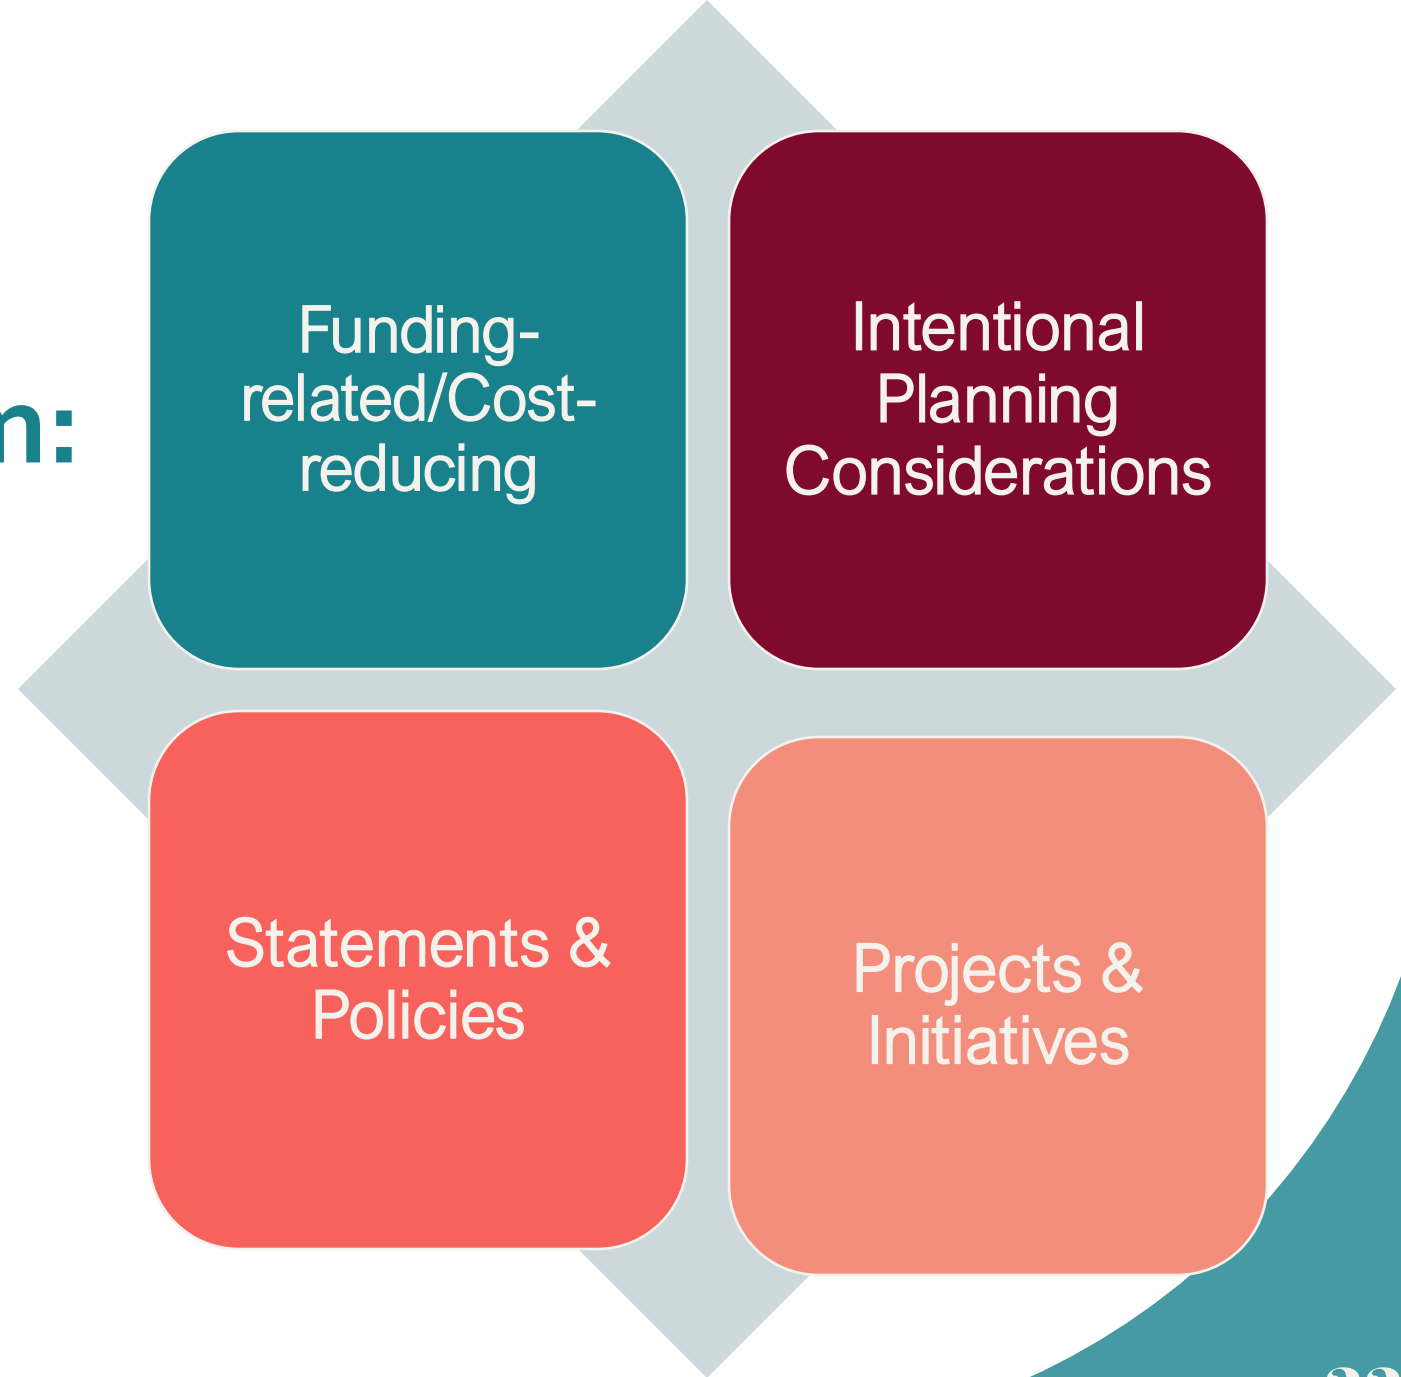 Funding-
related/Cost-
reducing
Intentional
Planning
Considerations
Statements &
Policies
Projects &
Initiatives